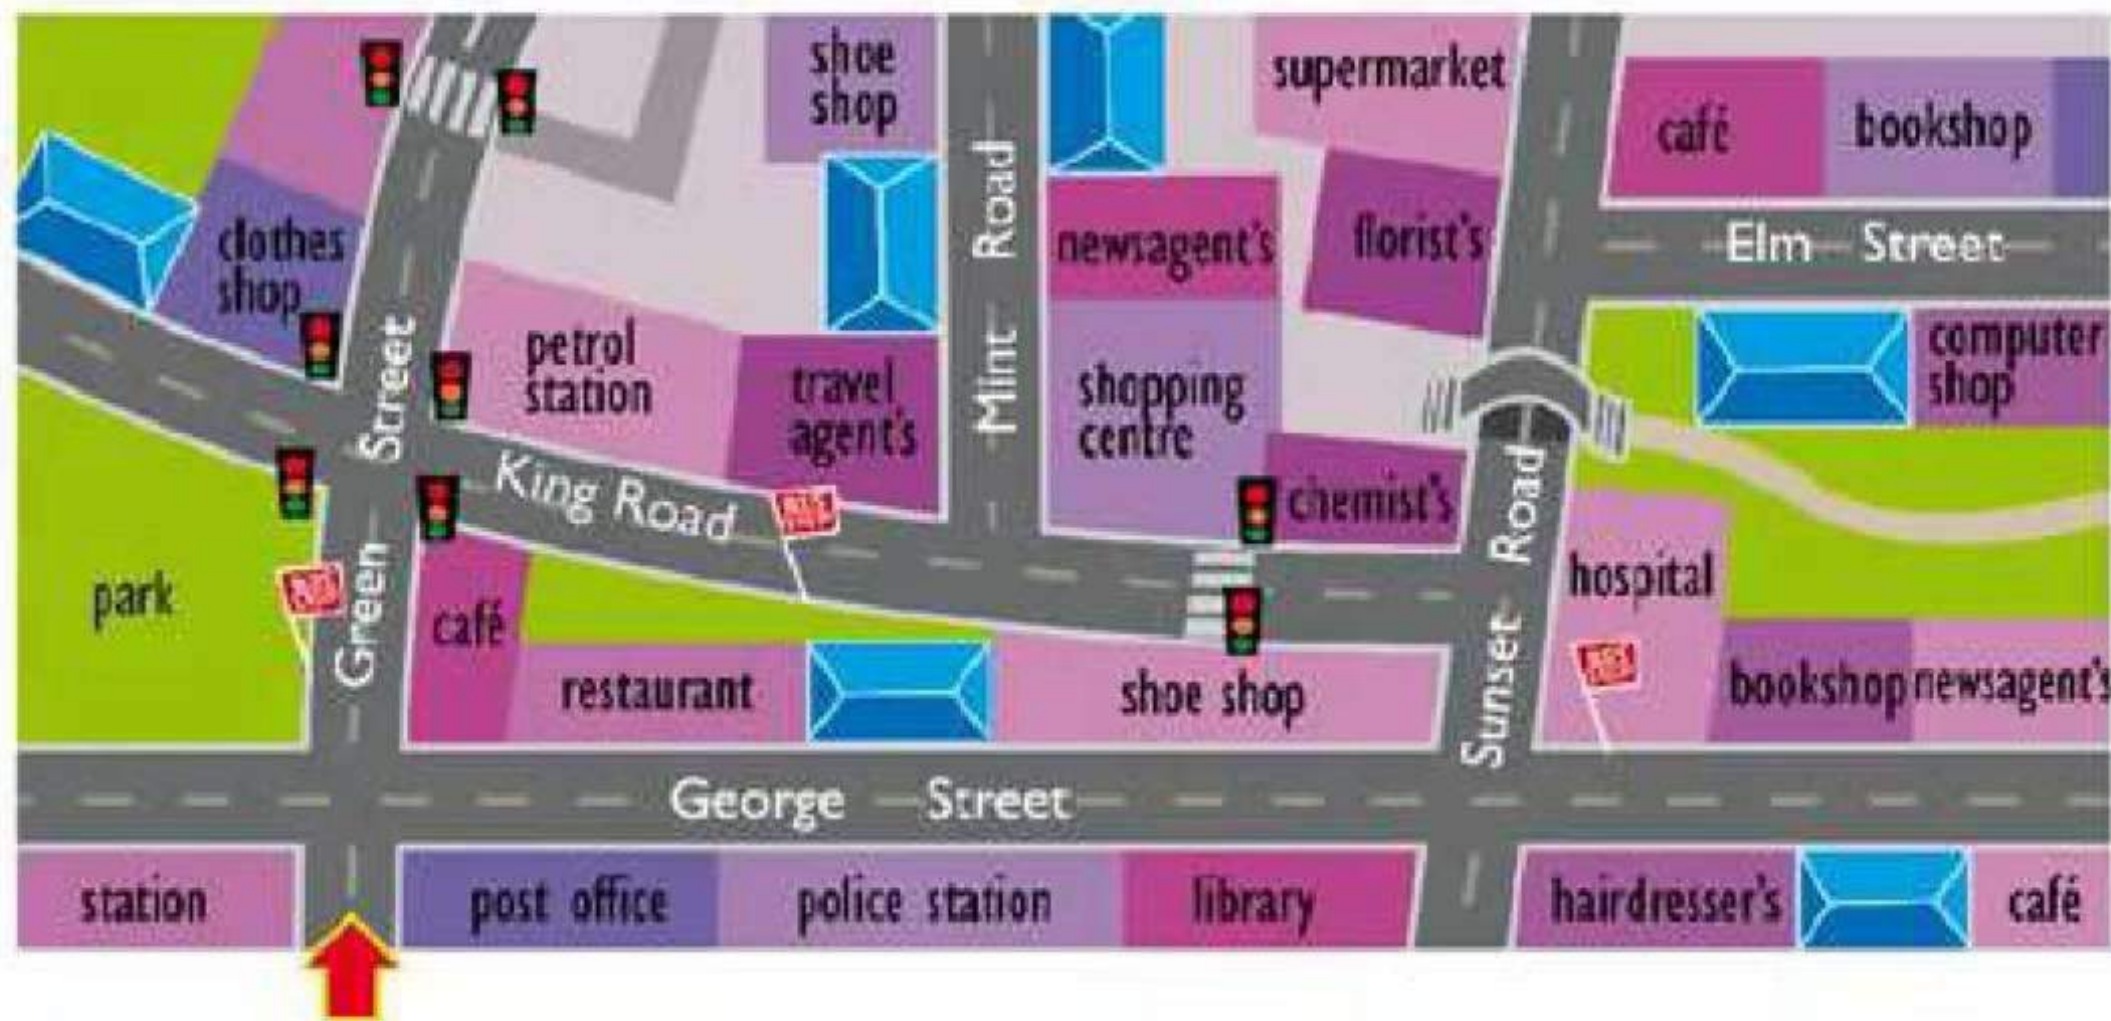 shoe
shop
supermarket
café
bookshop
Mint Road
clothes
shop
newsagent's
florist's
Elm Street
petrol
station
travel
agent's
shopping
centre
computer
shop
Green Street
King Road
chemist's
park
café
hospital
Sunset Road
restaurant
shoe shop
bookshop
newsagent's
George Street
station
post office
police station
library
hairdresser's
café